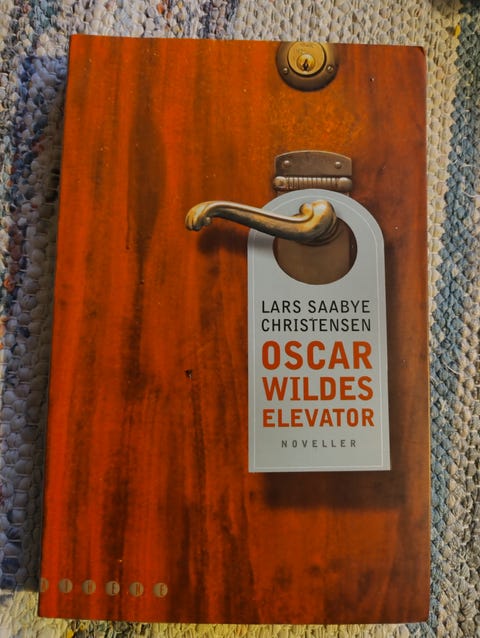 LARS SAABYE
CHRISTENSEN
OSCAR
WILDES
ELEVATOR
NOVELLER